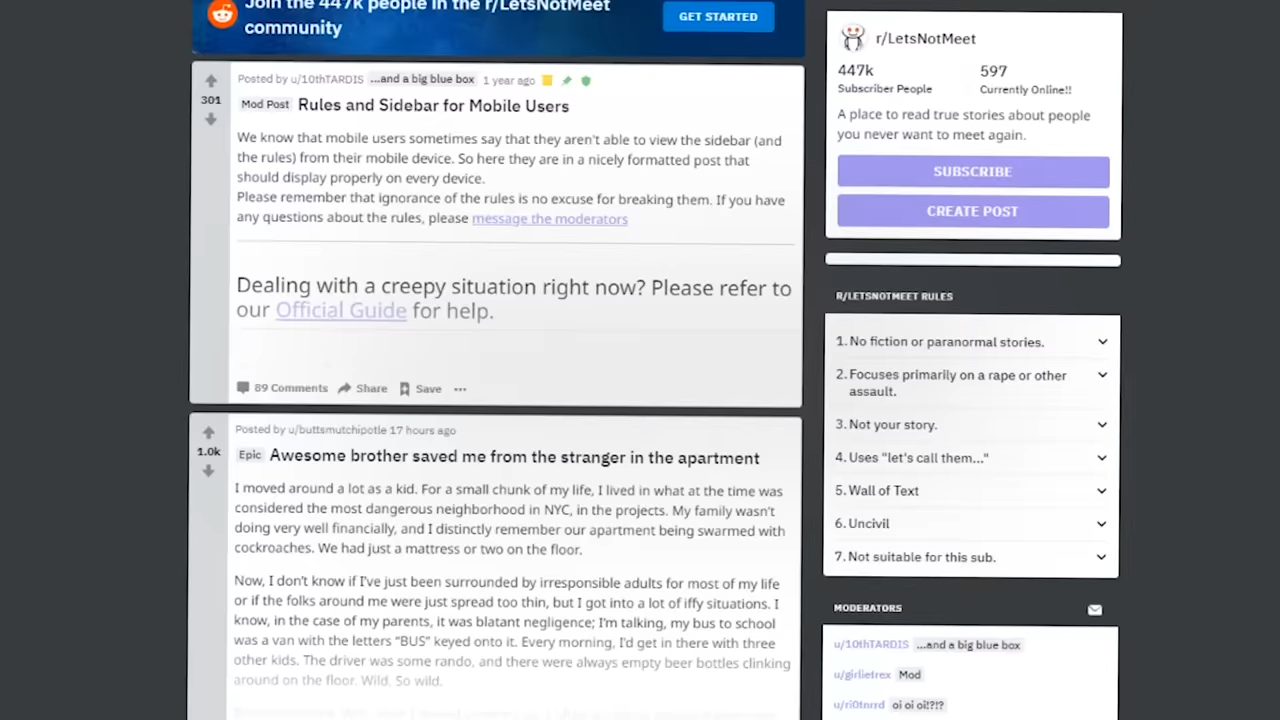 Join the 447k people in the r/LetsNotMeet
community
GET STARTED
Posted by u/10thTARDIS ...and a big blue box 1 year ago
301
Mod Post Rules and Sidebar for Mobile Users
We know that mobile users sometimes say that they aren't able to view the sidebar (and
the rules) from their mobile device. So here they are in a nicely formatted post that
should display properly on every device.
Please remember that ignorance of the rules is no excuse for breaking them. If you have
any questions about the rules, please message the moderators
Dealing with a creepy situation right now? Please refer to
our Official Guide for help.
89 Comments Share Save
Posted by u/buttsmutchipotle 17 hours ago
1.0k
Epic Awesome brother saved me from the stranger in the apartment
I moved around a lot as a kid. For a small chunk of my life, I lived in what at the time was
considered the most dangerous neighborhood in NYC, in the projects. My family wasn't
doing very well financially, and I distinctly remember our apartment being swarmed with
cockroaches. We had just a mattress or two on the floor.
Now, I don't know if I've just been surrounded by irresponsible adults for most of my life
or if the folks around me were just spread too thin, but I got into a lot of iffy situations. I
know, in the case of my parents, it was blatant negligence; I'm talking, my bus to school
was a van with the letters "BUS" keyed onto it. Every morning, I'd get in there with three
other kids. The driver was some rando, and there were always empty beer bottles clinking
around on the floor. Wild. So wild.
r/LetsNotMeet
447k 597
Subscriber People Currently Online!!
A place to read true stories about people
you never want to meet again.
SUBSCRIBE
CREATE POST
R/LETSNOTMEET RULES
1. No fiction or paranormal stories.
2. Focuses primarily on a rape or other
assault.
3. Not your story.
4. Uses "let's call them..."
5. Wall of Text
6. Uncivil
7. Not suitable for this sub.
MODERATORS
u/10thTARDIS ...and a big blue box
u/girlietrex Mod
u/ri0tnrrd oi oi oi!?!?